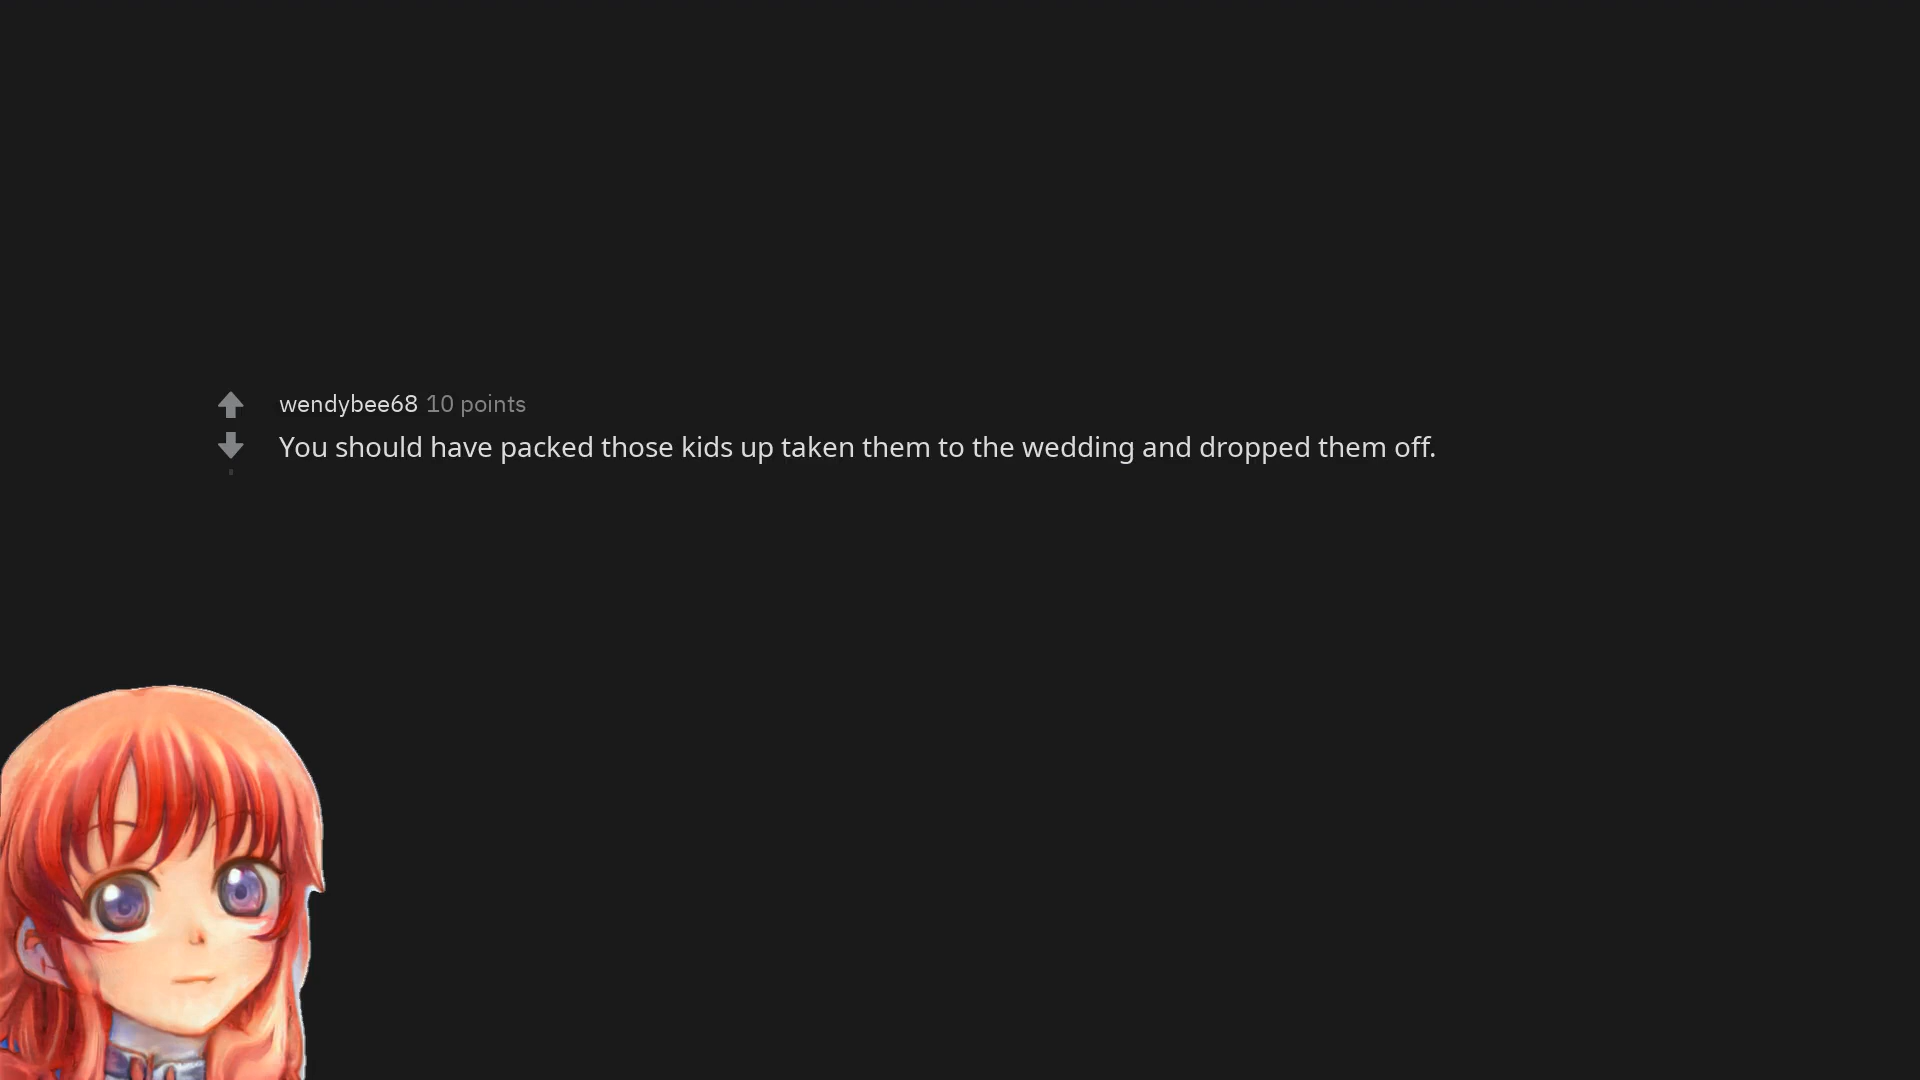 wendybee68 10 points
You should have packed those kids up taken them to the wedding and dropped them off.